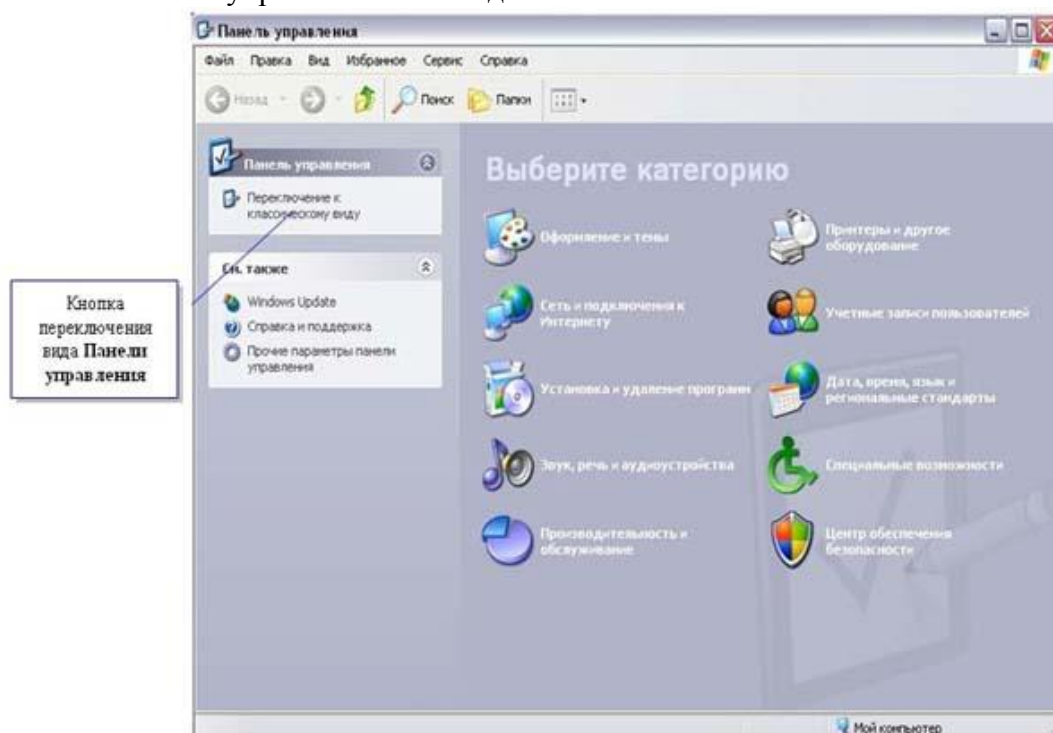 Панель управления
Файл Правка Вид Избранное Сервис Справка
Назад Поиск Папки
Панель управления
Переключение к
классическому виду
См. также
Windows Update
Справка и поддержка
Прочие параметры панели
управления
Кнопка
переключения
вида Панели
управления
Выберите категорию
Оформление и темы
Принтеры и другое
оборудование
Сеть и подключения к
Интернету
Учетные записи пользователей
Установка и удаление программ
Дата, время, язык и
региональные стандарты
Звук, речь и аудиоустройства
Специальные возможности
Производительность и
обслуживание
Центр обеспечения
безопасности
Мой компьютер